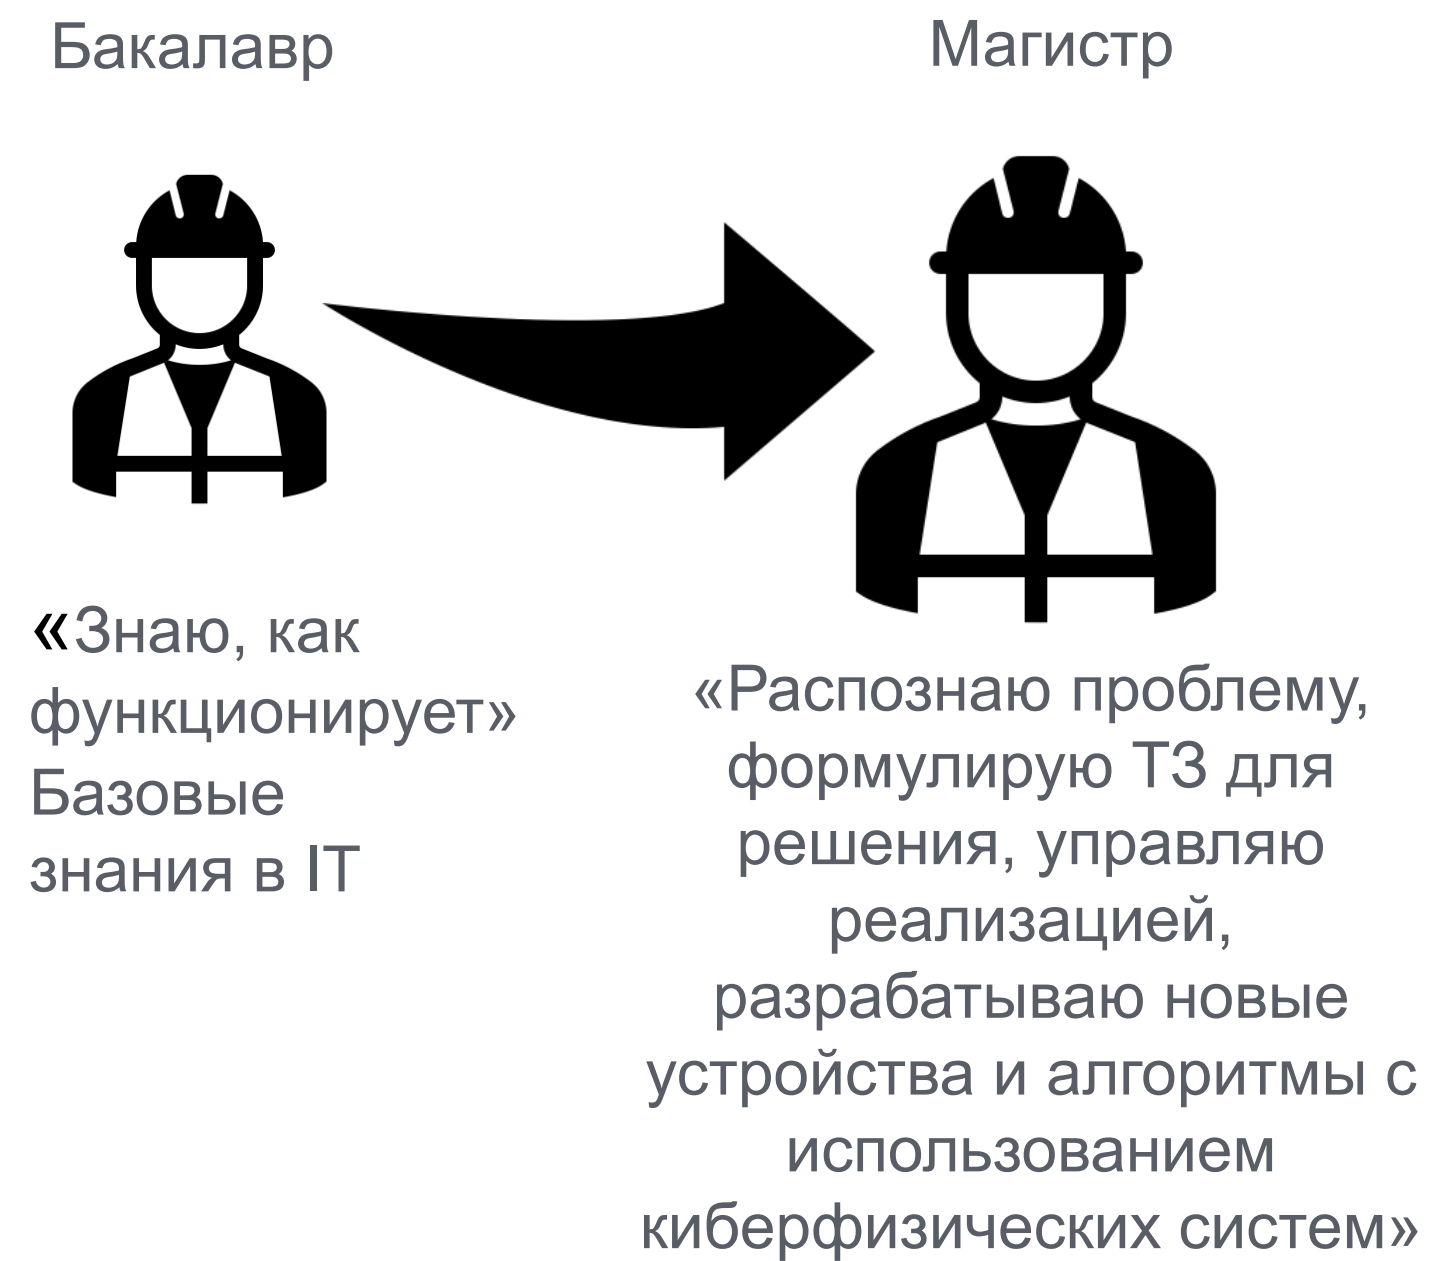 Бакалавр
Магистр
«Знаю, как
функционирует»
Базовые
знания в IT
«Распознаю проблему,
формулирую ТЗ для
решения, управляю
реализацией,
разрабатываю новые
устройства и алгоритмы с
использованием
киберфизических систем»